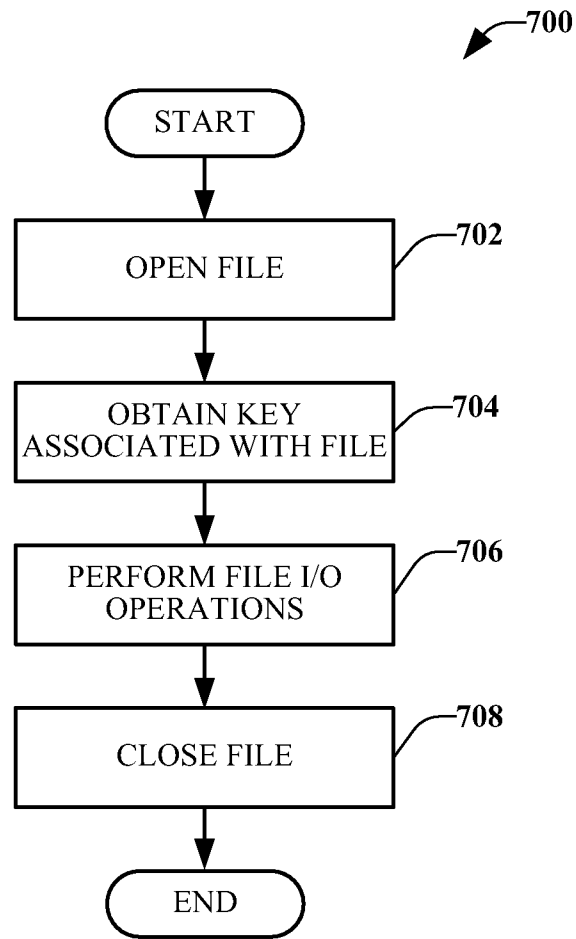 700
START
702
OPEN FILE
704
OBTAIN KEY
ASSOCIATED WITH FILE
706
PERFORM FILE I/O
OPERATIONS
708
CLOSE FILE
END